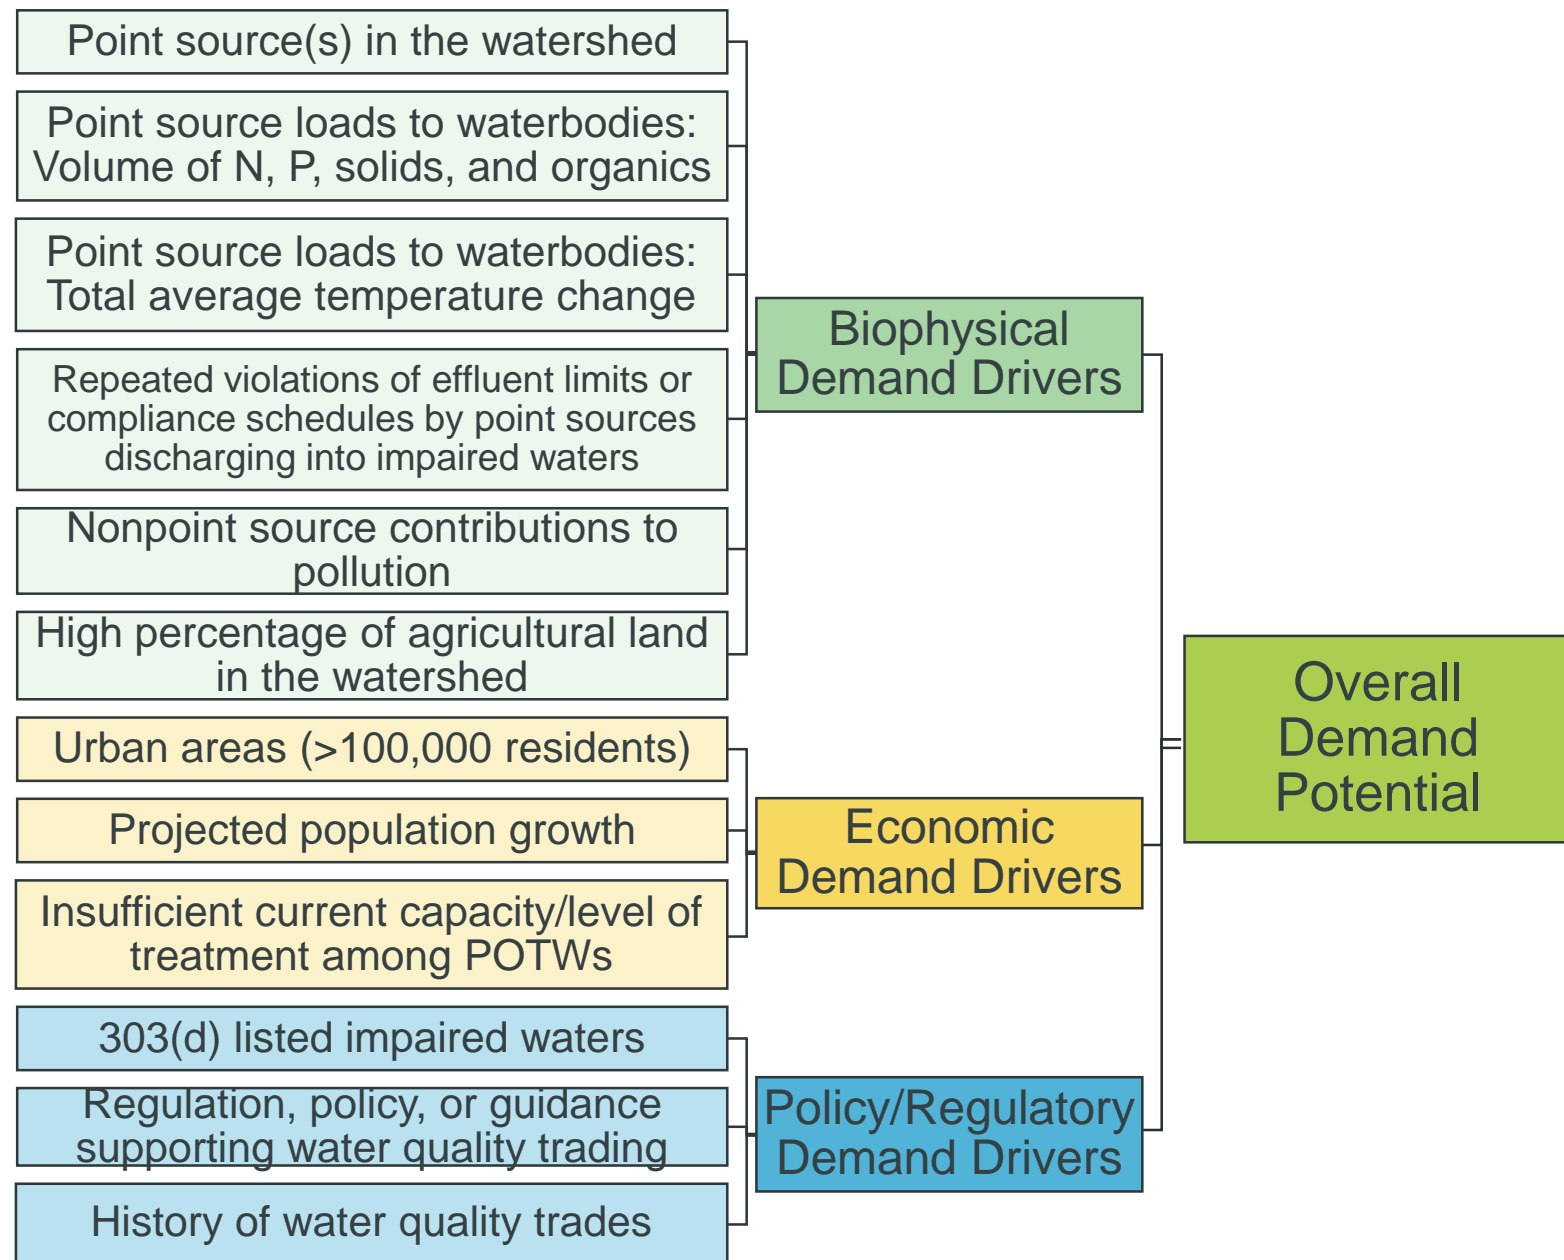 Point source(s) in the watershed
Point source loads to waterbodies:
Volume of N, P, solids, and organics
Point source loads to waterbodies:
Total average temperature change
Repeated violations of effluent limits or
compliance schedules by point sources
discharging into impaired waters
Nonpoint source contributions to
pollution
High percentage of agricultural land
in the watershed
Biophysical
Demand Drivers
Urban areas (>100,000 residents)
Projected population growth
Insufficient current capacity/level of
treatment among POTWs
Economic
Demand Drivers
303(d) listed impaired waters
Regulation, policy, or guidance
supporting water quality trading
History of water quality trades
Policy/Regulatory
Demand Drivers
Overall
Demand
Potential